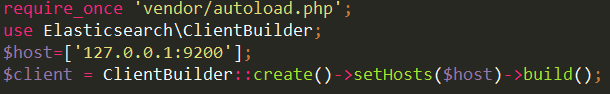 require_once 'vendor/autoload.php';
use Elasticsearch\ClientBuilder;
$host=['127.0.0.1:9200'];
$client = ClientBuilder::create()->setHosts($host)->build();